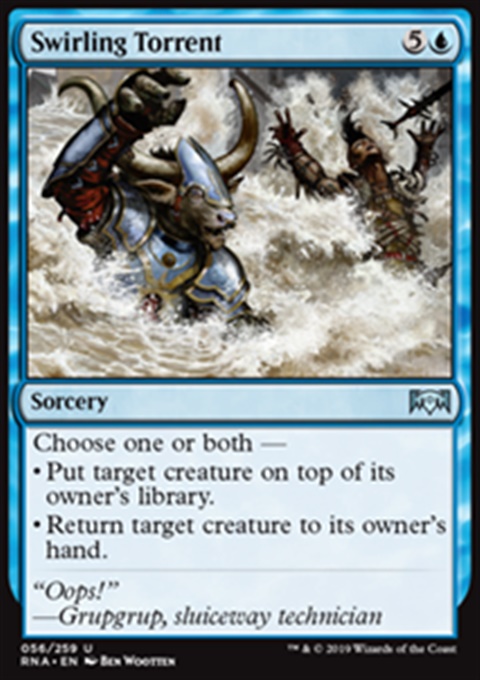 Swirling Torrent 5
Sorcery
Choose one or both —
• Put target creature on top of its
owner's library.
• Return target creature to its owner's
hand.
"Oops!"
—Grupgrup, sluiceway technician
056/259 U
RNA • EN Ben Wootten
™ & © 2019 Wizards of the Coast